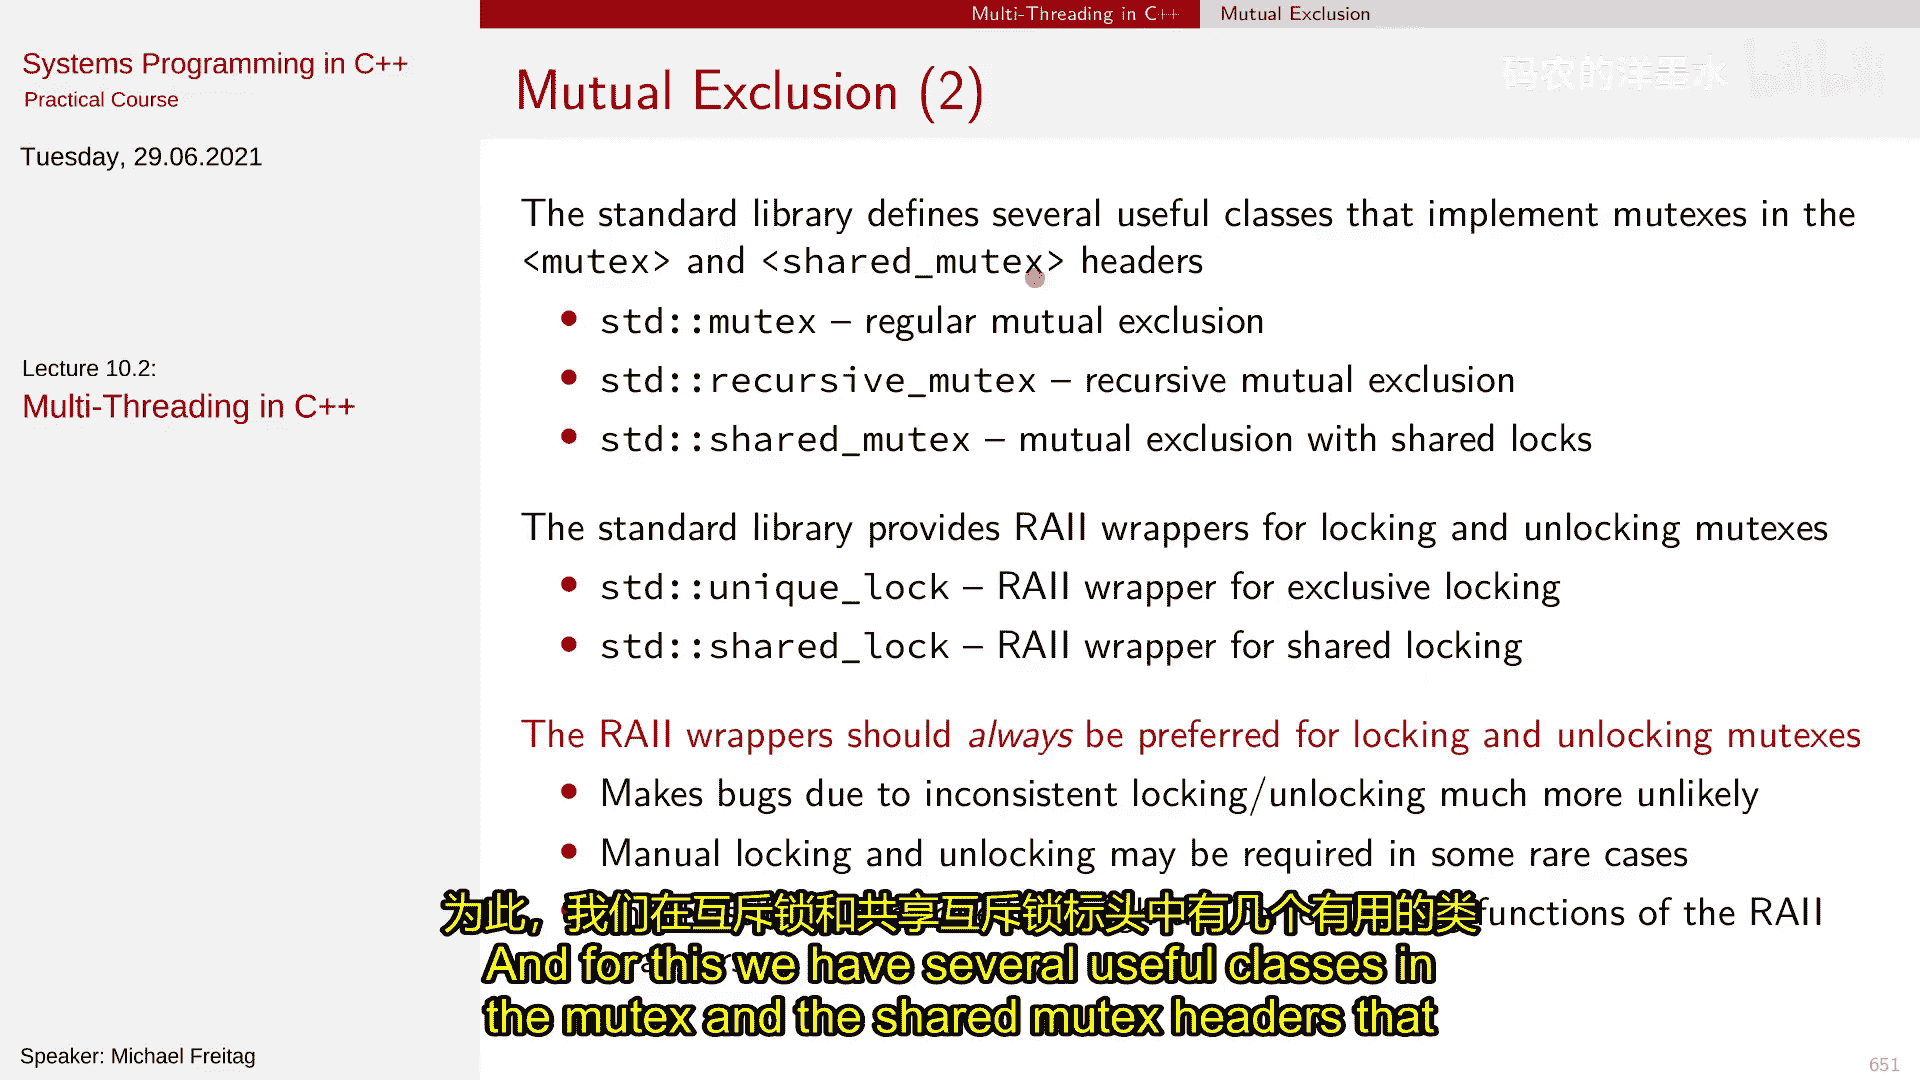 Multi-Threading in C++ Mutual Exclusion
Systems Programming in C++
Practical Course
Tuesday, 29.06.2021
Lecture 10.2:
Multi-Threading in C++
Speaker: Michael Freitag
码农的洋墨水 bilibili
Mutual Exclusion (2)
The standard library defines several useful classes that implement mutexes in the
<mutex> and <shared_mutex> headers
• std::mutex – regular mutual exclusion
• std::recursive_mutex – recursive mutual exclusion
• std::shared_mutex – mutual exclusion with shared locks
The standard library provides RAII wrappers for locking and unlocking mutexes
• std::unique_lock – RAII wrapper for exclusive locking
• std::shared_lock – RAII wrapper for shared locking
The RAII wrappers should always be preferred for locking and unlocking mutexes
• Makes bugs due to inconsistent locking/unlocking much more unlikely
• Manual locking and unlocking may be required in some rare cases
functions of the RAII
为此，我们在互斥锁和共享互斥锁标头中有几个有用的类
And for this we have several useful classes in
the mutex and the shared mutex headers that
651